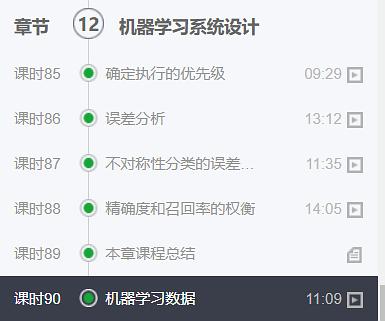 章节 12 机器学习系统设计
课时85 确定执行的优先级 09:29
课时86 误差分析 13:12
课时87 不对称性分类的误差... 11:35
课时88 精确度和召回率的权衡 14:05
课时89 本章课程总结
课时90 机器学习数据 11:09